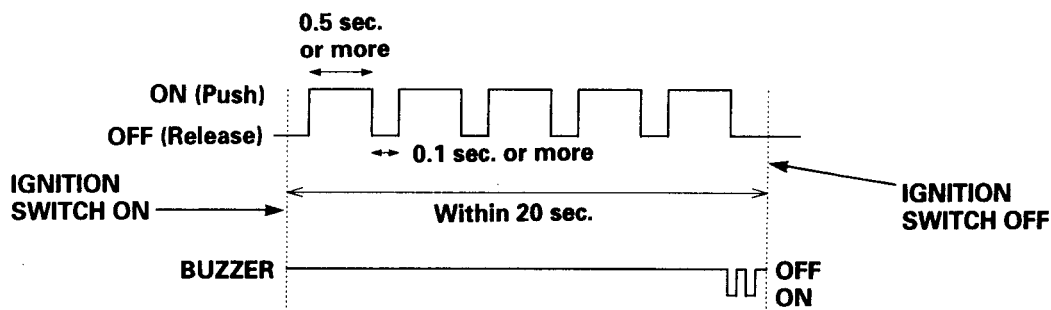 0.5 sec.
or more
ON (Push)
OFF (Release)
0.1 sec. or more
IGNITION
SWITCH ON
Within 20 sec.
IGNITION
SWITCH OFF
BUZZER
OFF
ON